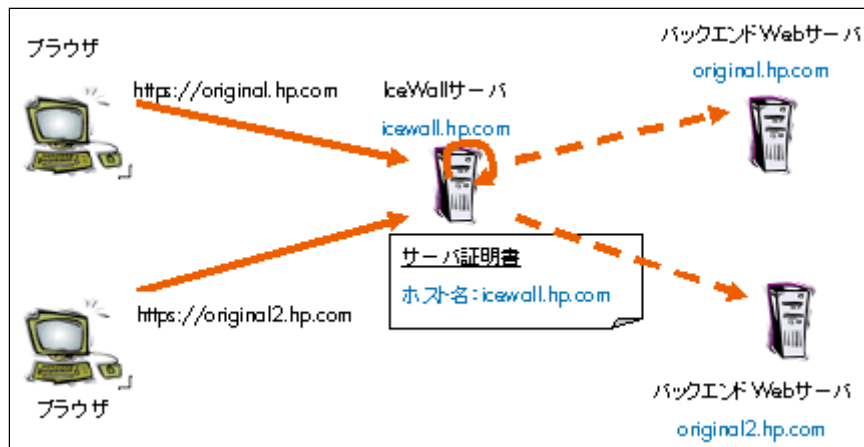 ブラウザ
https://original.hp.com
IceWallサーバ
icewall.hp.com
バックエンドWebサーバ
original.hp.com
サーバ証明書
ホスト名：icewall.hp.com
https://original2.hp.com
ブラウザ
バックエンドWebサーバ
original2.hp.com